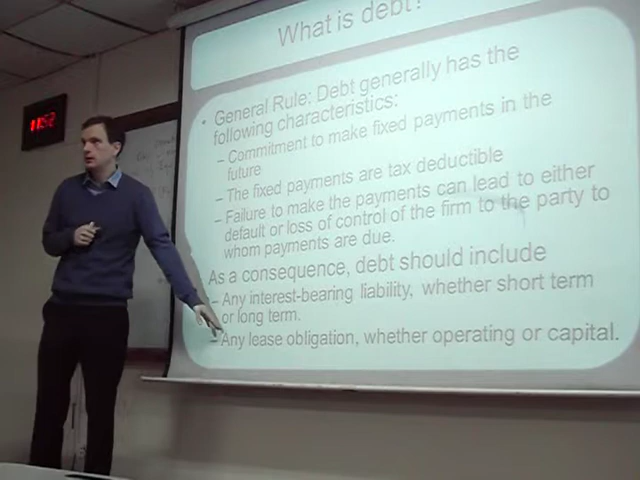 What is debt?
• General Rule: Debt generally has the
following characteristics:
– Commitment to make fixed payments in the
future
– The fixed payments are tax deductible
– Failure to make the payments can lead to either
default or loss of control of the firm to the party to
whom payments are due.
As a consequence, debt should include
– Any interest-bearing liability, whether short term
or long term.
– Any lease obligation, whether operating or capital.